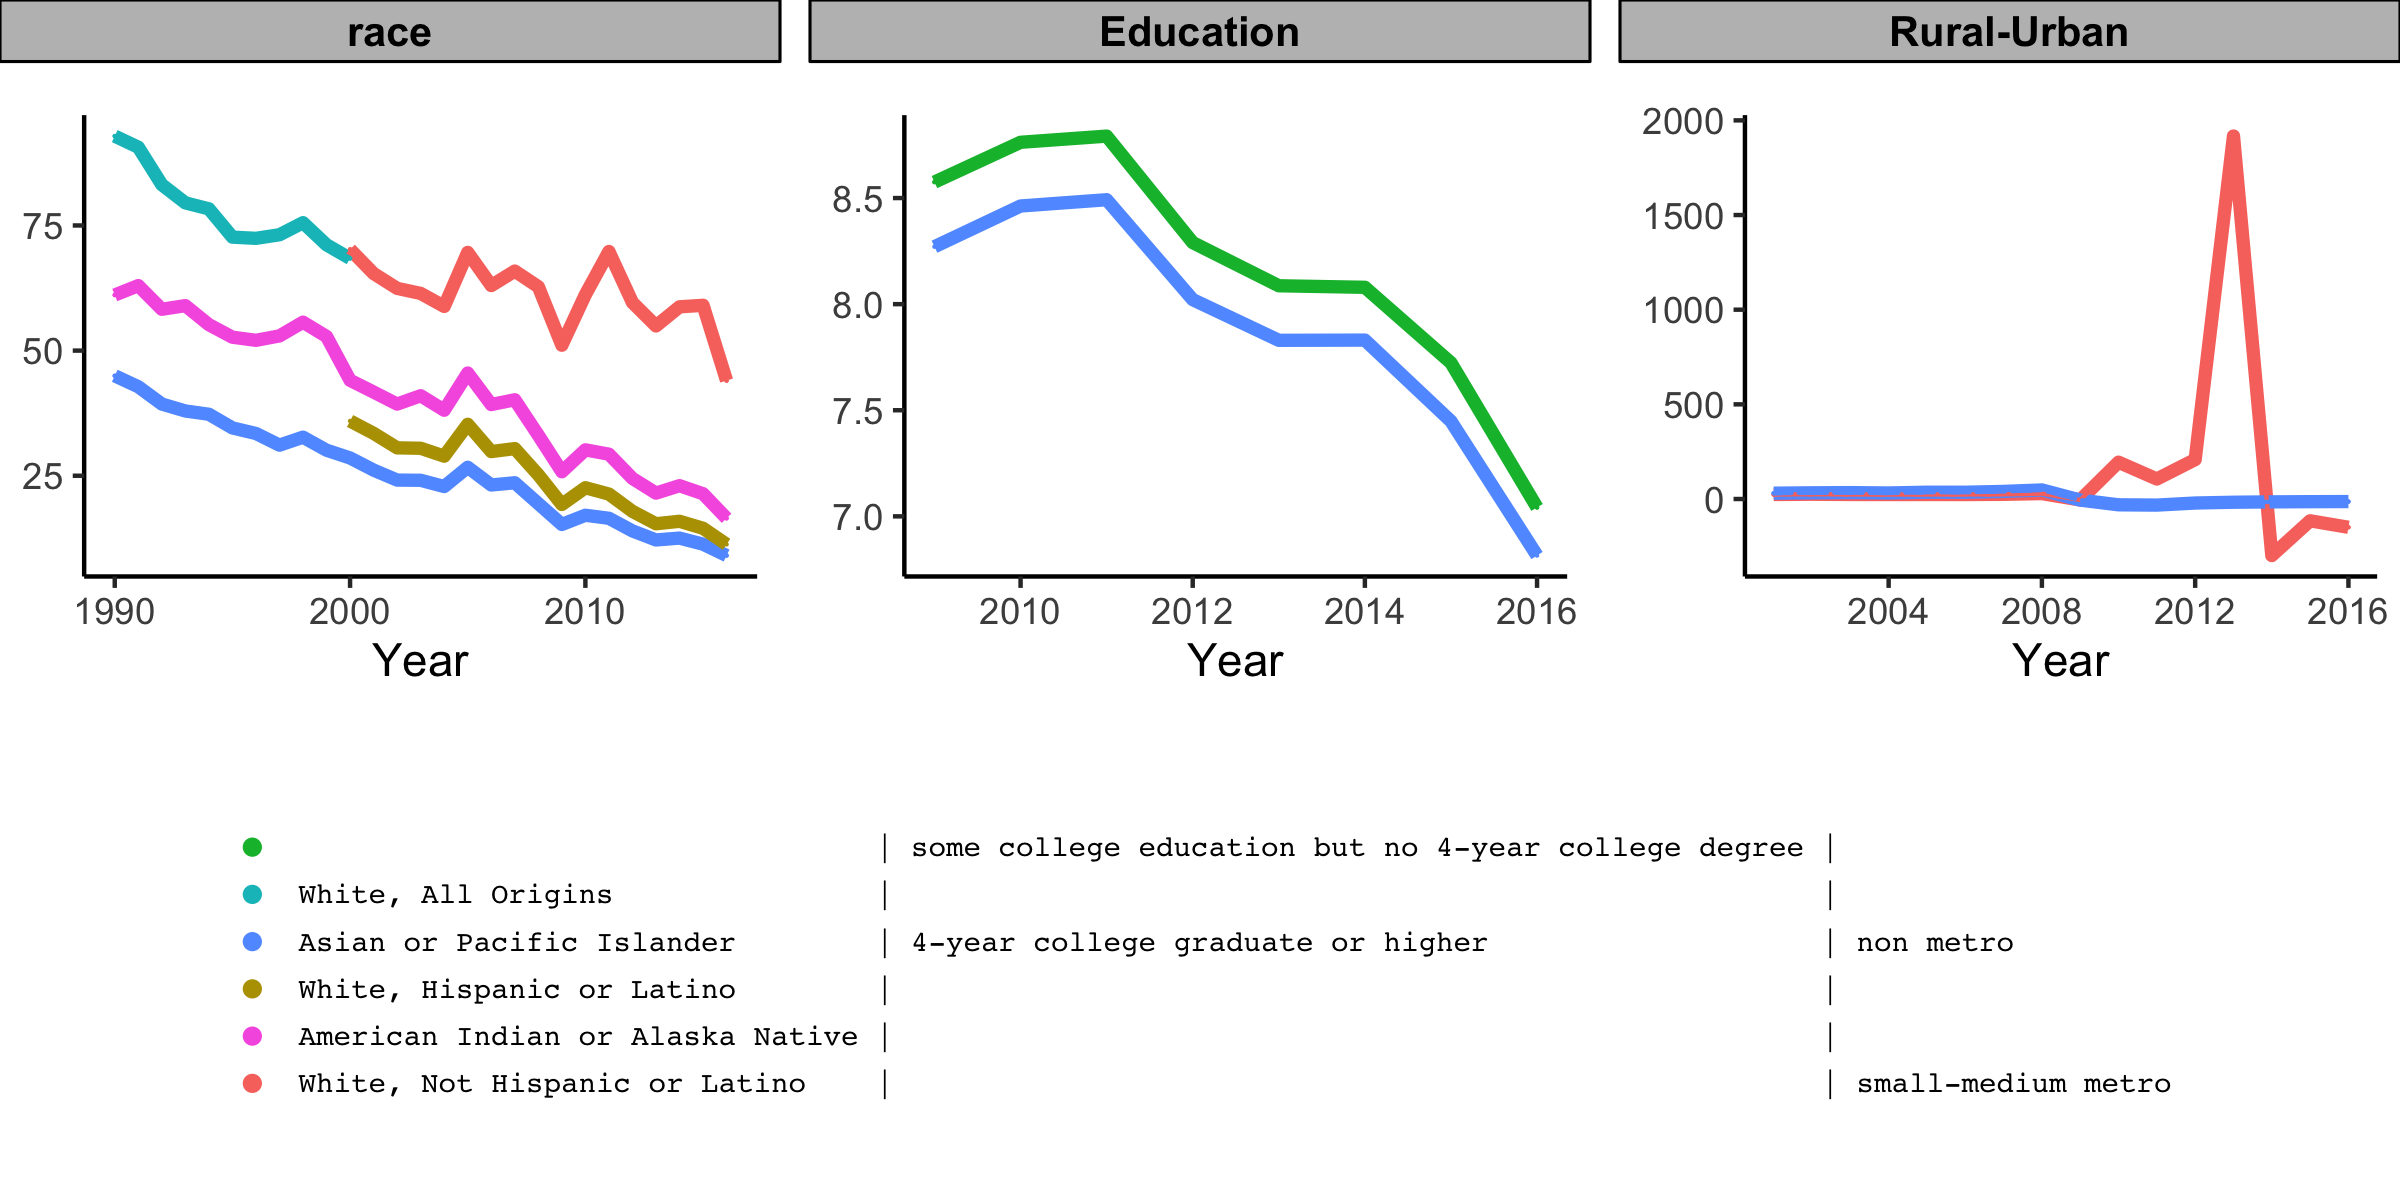 race
Education
Rural-Urban
75
50
25
1990 2000 2010
Year
8.5
8.0
7.5
7.0
2010 2012 2014 2016
Year
2000
1500
1000
500
0
2004 2008 2012 2016
Year
| some college education but no 4-year college degree |
White, All Origins | |
Asian or Pacific Islander | 4-year college graduate or higher | non metro
White, Hispanic or Latino | |
American Indian or Alaska Native | |
White, Not Hispanic or Latino | | small-medium metro